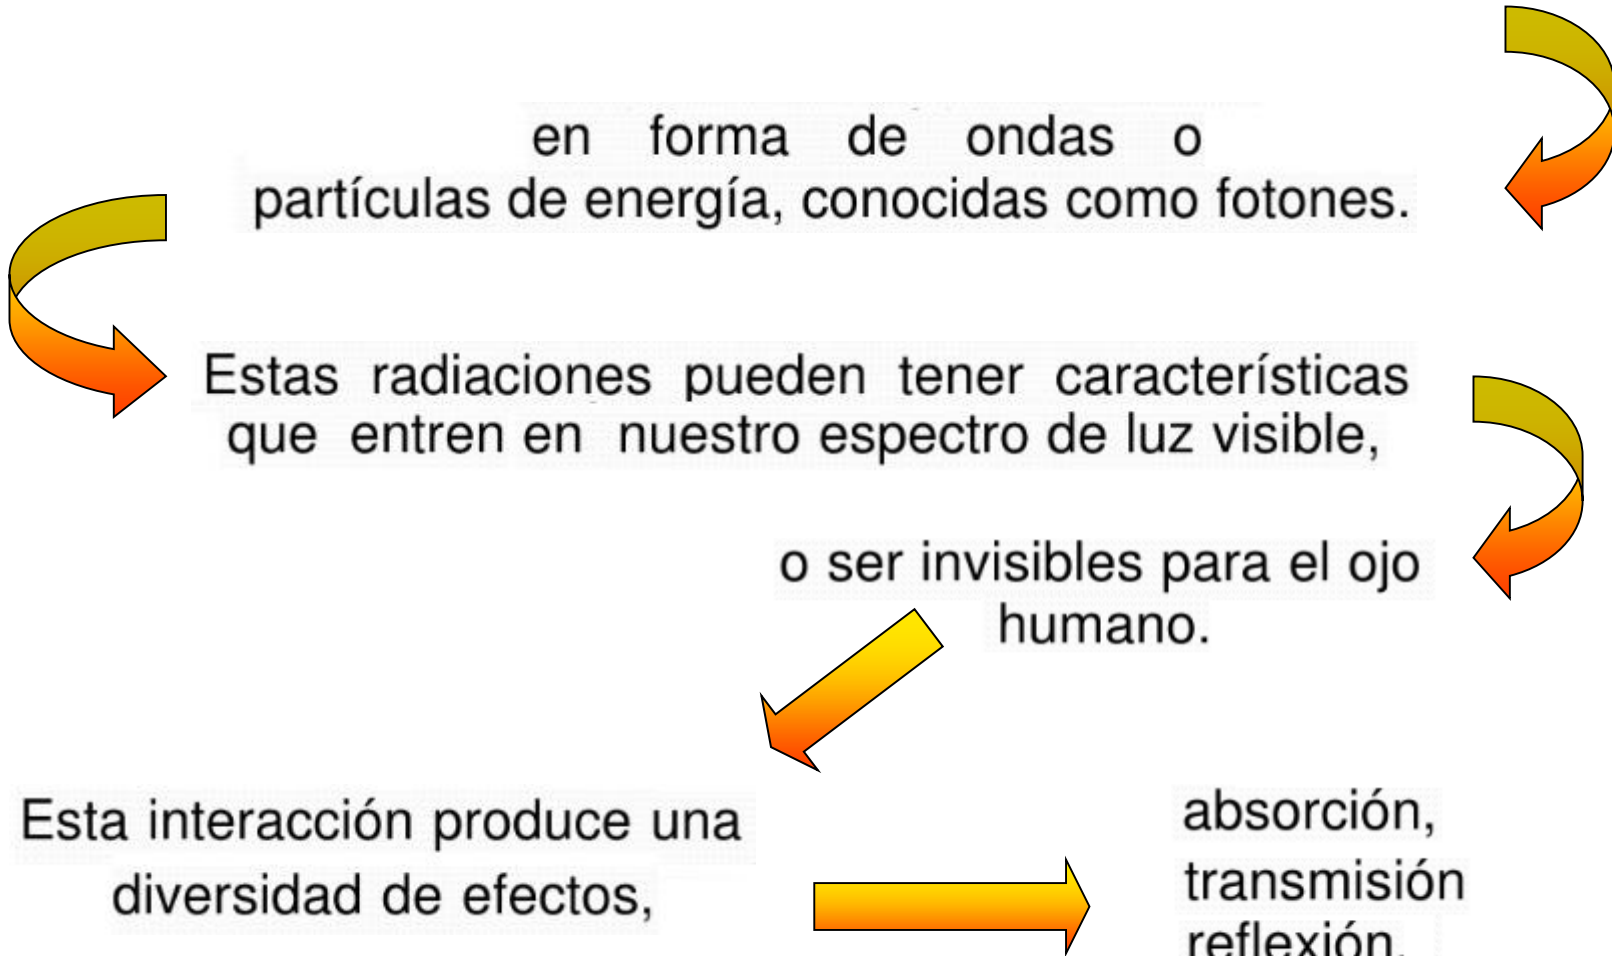 en forma de ondas o
partículas de energía, conocidas como fotones.
Estas radiaciones pueden tener características
que entren en nuestro espectro de luz visible,
o ser invisibles para el ojo
humano.
Esta interacción produce una
diversidad de efectos,
absorción,
transmisión
reflexión,